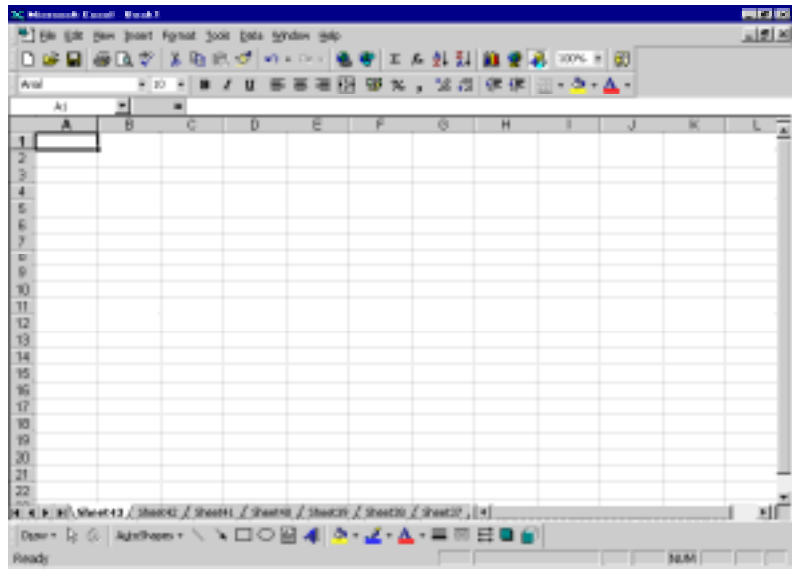 Microsoft Excel - Book1
File Edit View Insert Format Tools Data Window Help
100%
Arial 10 B I U % ,
A1 =
A B C D E F G H I J K L
1
2
3
4
5
6
7
8
9
10
11
12
13
14
15
16
17
18
19
20
21
22
Sheet43 Sheet42 Sheet41 Sheet40 Sheet39 Sheet38 Sheet37
Draw AutoShapes
Ready NUM